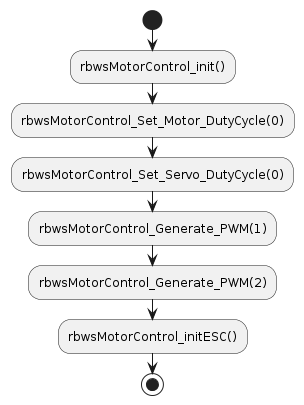 rbwsMotorControl_init()
rbwsMotorControl_Set_Motor_DutyCycle(0)
rbwsMotorControl_Set_Servo_DutyCycle(0)
rbwsMotorControl_Generate_PWM(1)
rbwsMotorControl_Generate_PWM(2)
rbwsMotorControl_initESC()